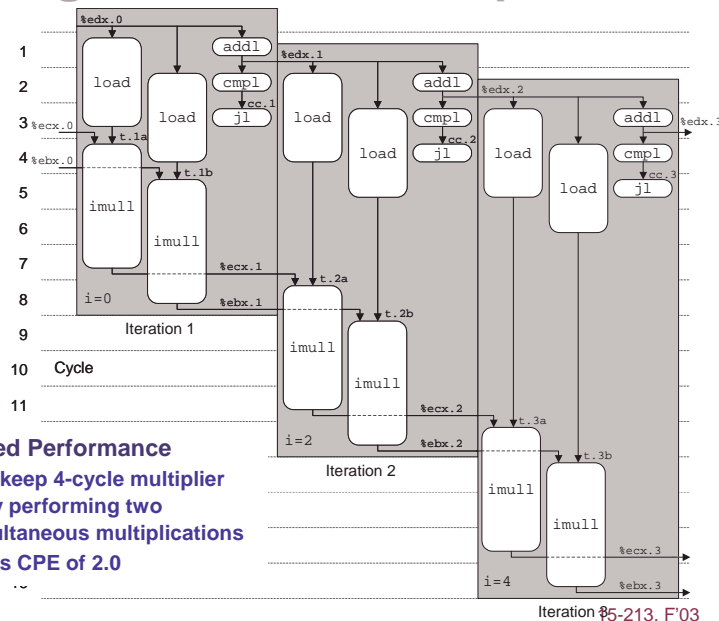 %edx.0
1
addl
%edx.1
load
load
cmpl
cc.1
jl
2
addl
%edx.2
3
%ecx.0
t.1a
load
load
cmpl
cc.2
jl
addl
%edx.3
4
%ebx.0
t.1b
load
load
cmpl
cc.3
jl
5
imull
imull
6
7
%ecx.1
t.2a
8
i=0
%ebx.1
t.2b
Iteration 1
9
imull
imull
10
Cycle
11
%ecx.2
t.3a
i=2
%ebx.2
t.3b
Iteration 2
ed Performance
keep 4-cycle multiplier
y performing two
ultaneous multiplications
s CPE of 2.0
imull
imull
%ecx.3
i=4
%ebx.3
Iteration 3
15-213, F'03